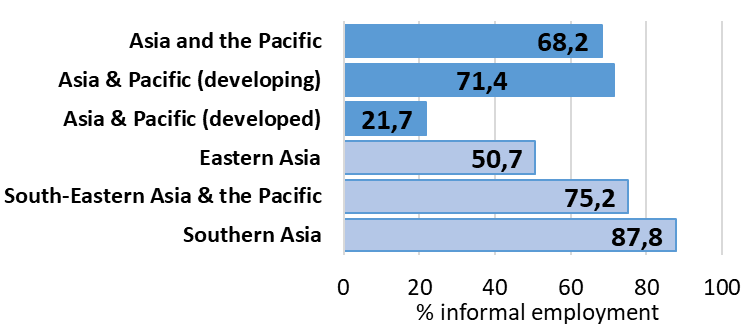 Asia and the Pacific 68,2
Asia & Pacific (developing) 71,4
Asia & Pacific (developed) 21,7
Eastern Asia 50,7
South-Eastern Asia & the Pacific 75,2
Southern Asia 87,8
0 20 40 60 80 100
% informal employment